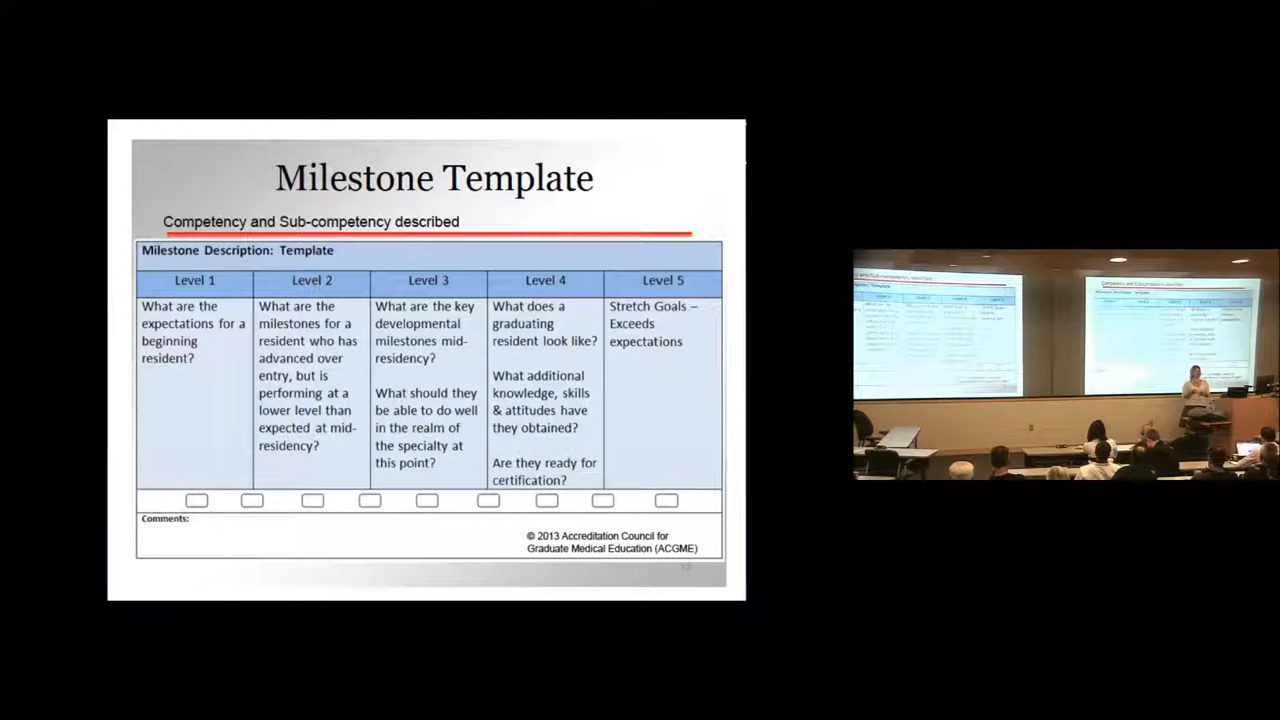 Milestone Template
Competency and Sub-competency described
Milestone Description: Template
Level 1
Level 2
Level 3
Level 4
Level 5
What are the
expectations for a
beginning
resident?
What are the
milestones for a
resident who has
advanced over
entry, but is
performing at a
lower level than
expected at mid-
residency?
What are the key
developmental
milestones mid-
residency?
What should they
be able to do well
in the realm of
the specialty at
this point?
What does a
graduating
resident look like?
What additional
knowledge, skills
& attitudes have
they obtained?
Are they ready for
certification?
Stretch Goals –
Exceeds
expectations
Comments:
© 2013 Accreditation Council for
Graduate Medical Education (ACGME)
13